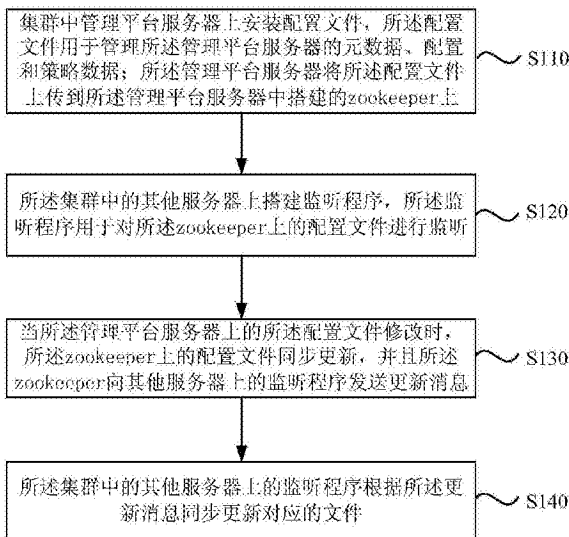 集群中管理平台服务器上安装配置文件，所述配置
文件用于管理所述管理平台服务器的元数据、配置
和策略数据；所述管理平台服务器将所述配置文件
上传到所述管理平台服务器中搭建的zookeeper上
S110
所述集群中的其他服务器上搭建监听程序，所述监
听程序用于对所述zookeeper上的配置文件进行监听
S120
当所述管理平台服务器上的所述配置文件修改时，
所述zookeeper上的配置文件同步更新，并且所述
zookeeper向其他服务器上的监听程序发送更新消息
S130
所述集群中的其他服务器上的监听程序根据所述更
新消息同步更新对应的文件
S140